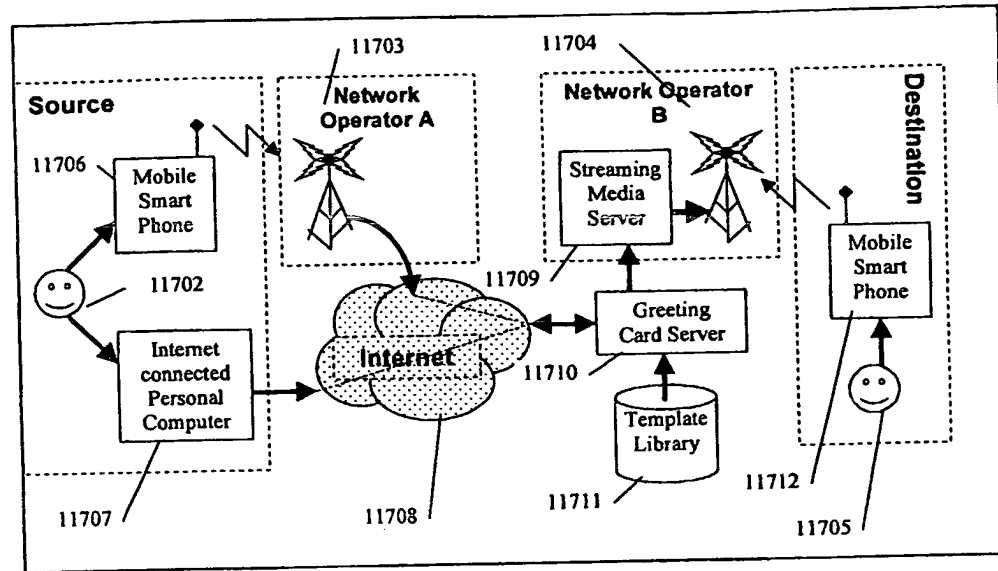 11703
11704
Source
Network
Operator A
Network Operator
B
Destination
11706
Mobile
Smart
Phone
Streaming
Media
Server
11702
11709
Mobile
Smart
Phone
Internet
connected
Personal
Computer
Internet
Greeting
Card Server
11710
Template
Library
11707
11708
11711
11712
11705